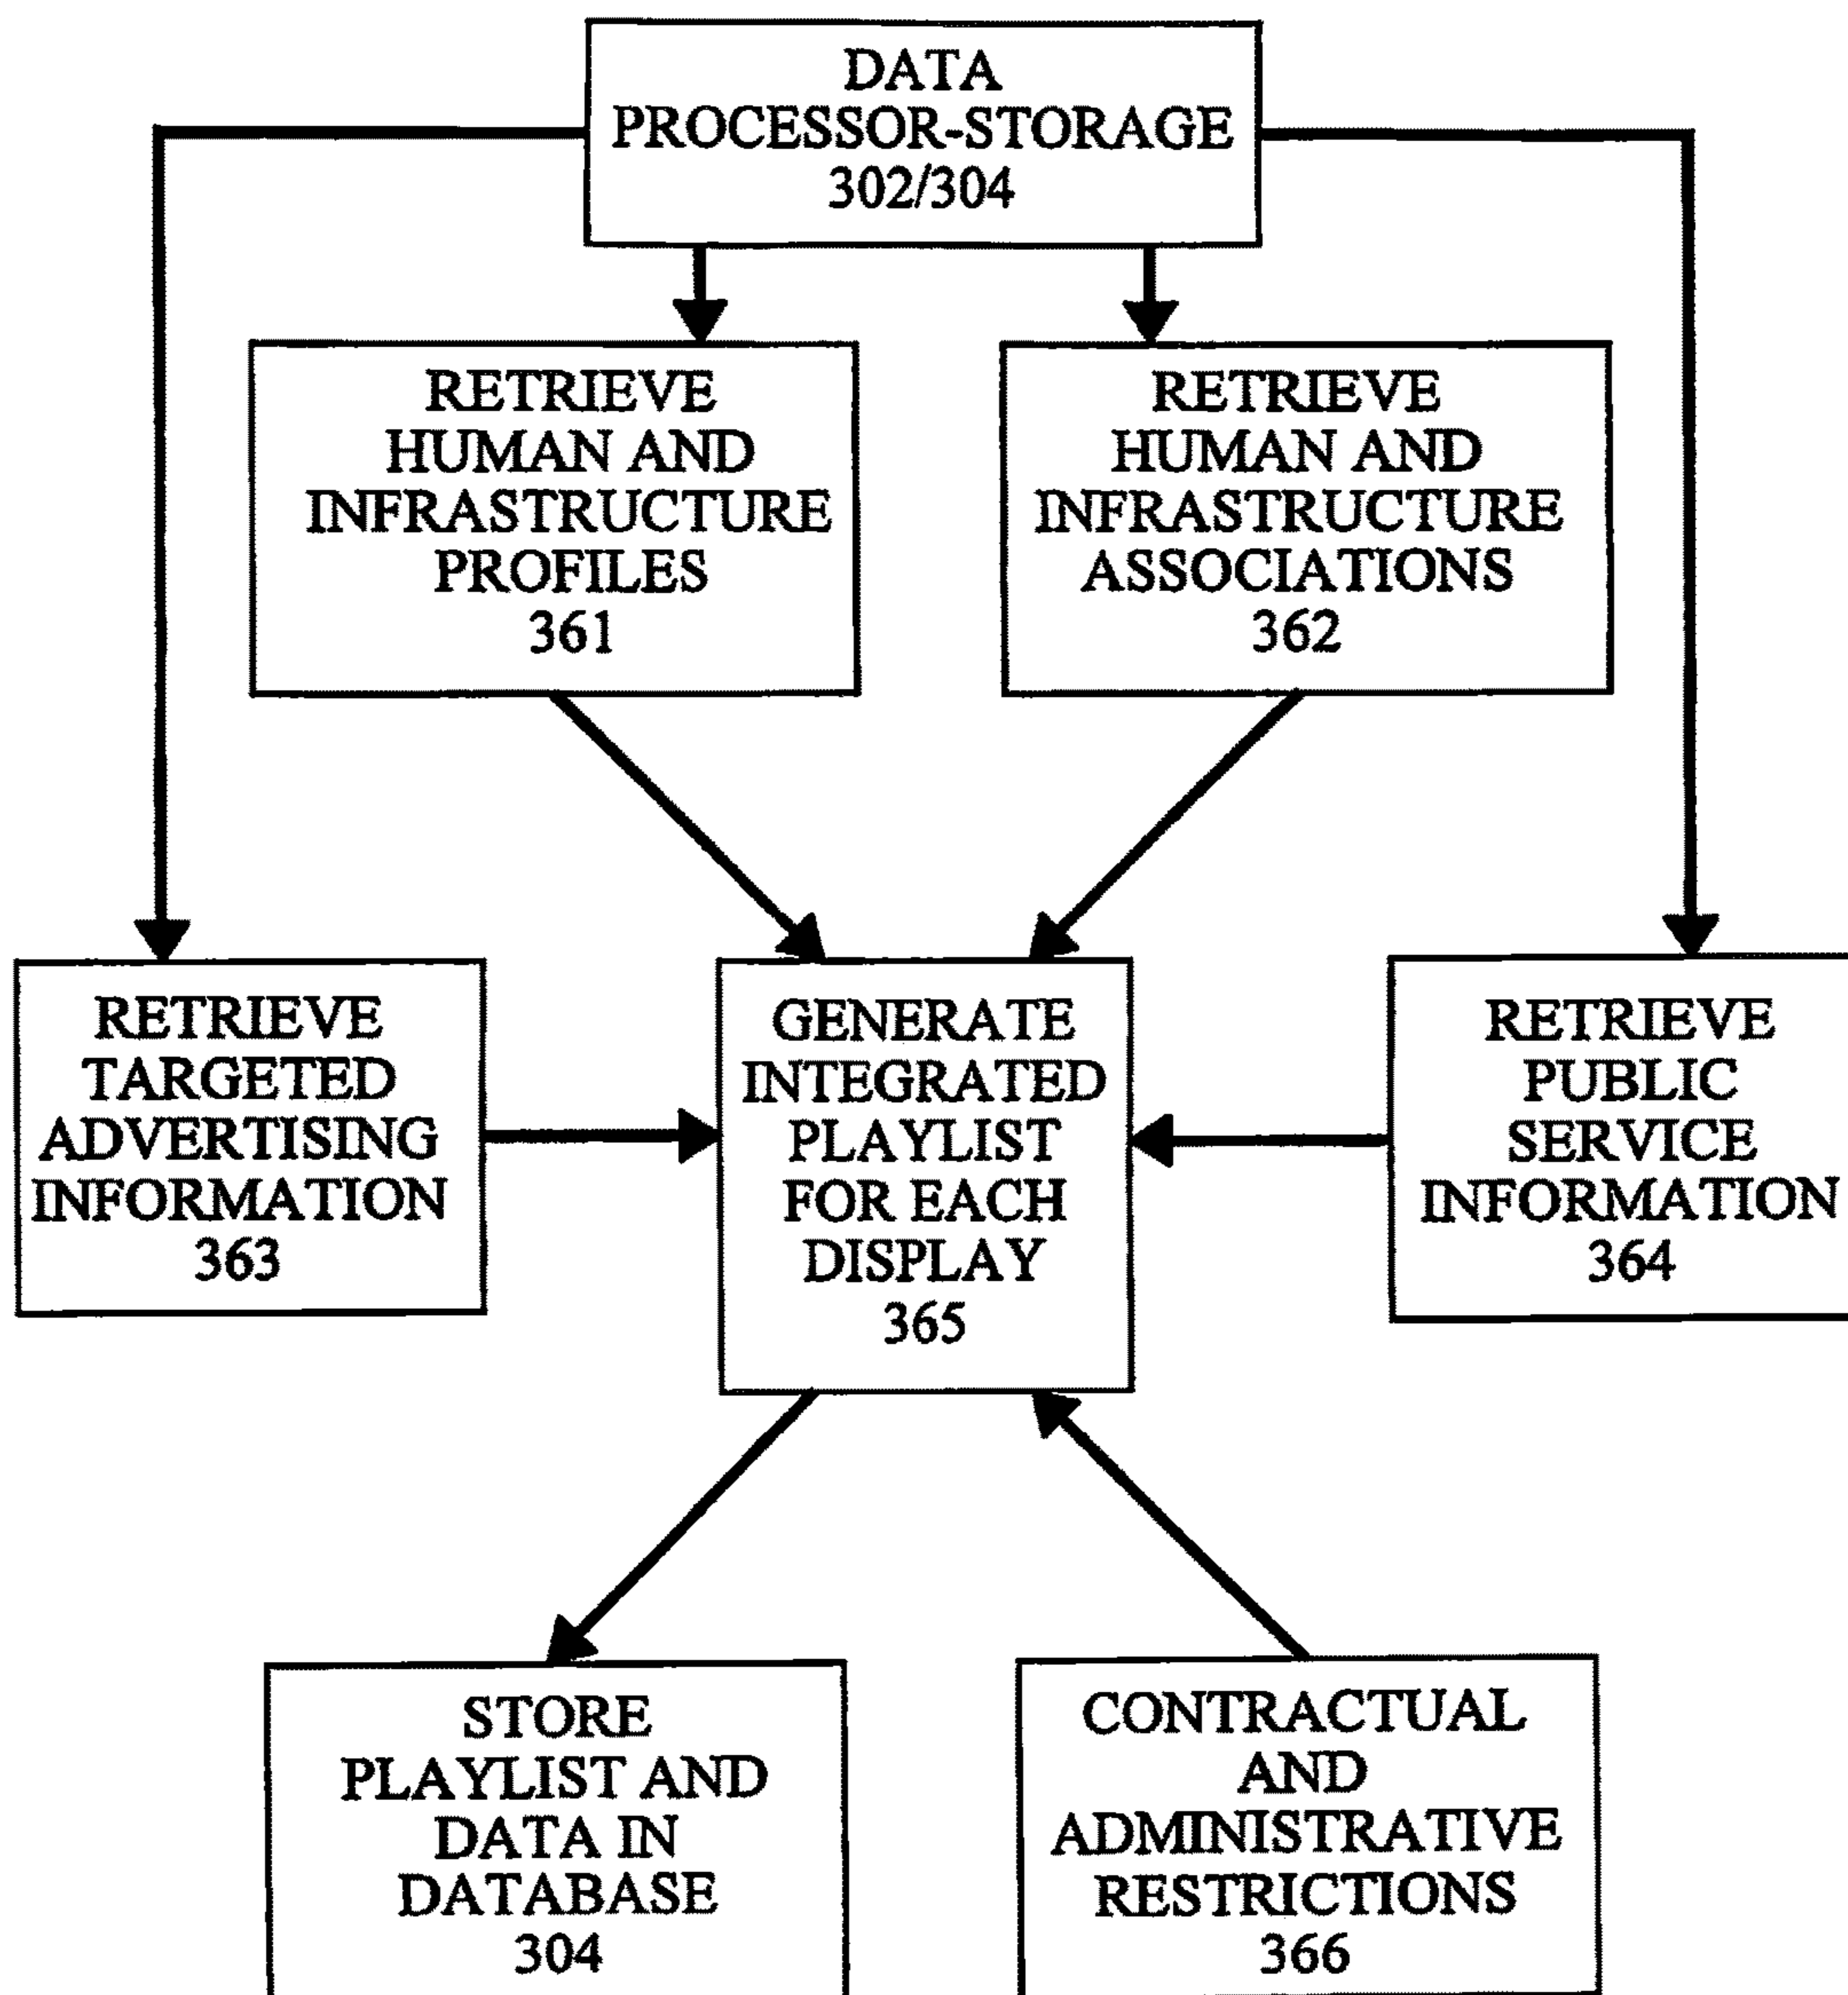 DATA
PROCESSOR-STORAGE
302/304
RETRIEVE
HUMAN AND
INFRASTRUCTURE
PROFILES
361
RETRIEVE
HUMAN AND
INFRASTRUCTURE
ASSOCIATIONS
362
RETRIEVE
TARGETED
ADVERTISING
INFORMATION
363
GENERATE
INTEGRATED
PLAYLIST
FOR EACH
DISPLAY
365
RETRIEVE
PUBLIC
SERVICE
INFORMATION
364
STORE
PLAYLIST AND
DATA IN
DATABASE
304
CONTRACTUAL
AND
ADMINISTRATIVE
RESTRICTIONS
366